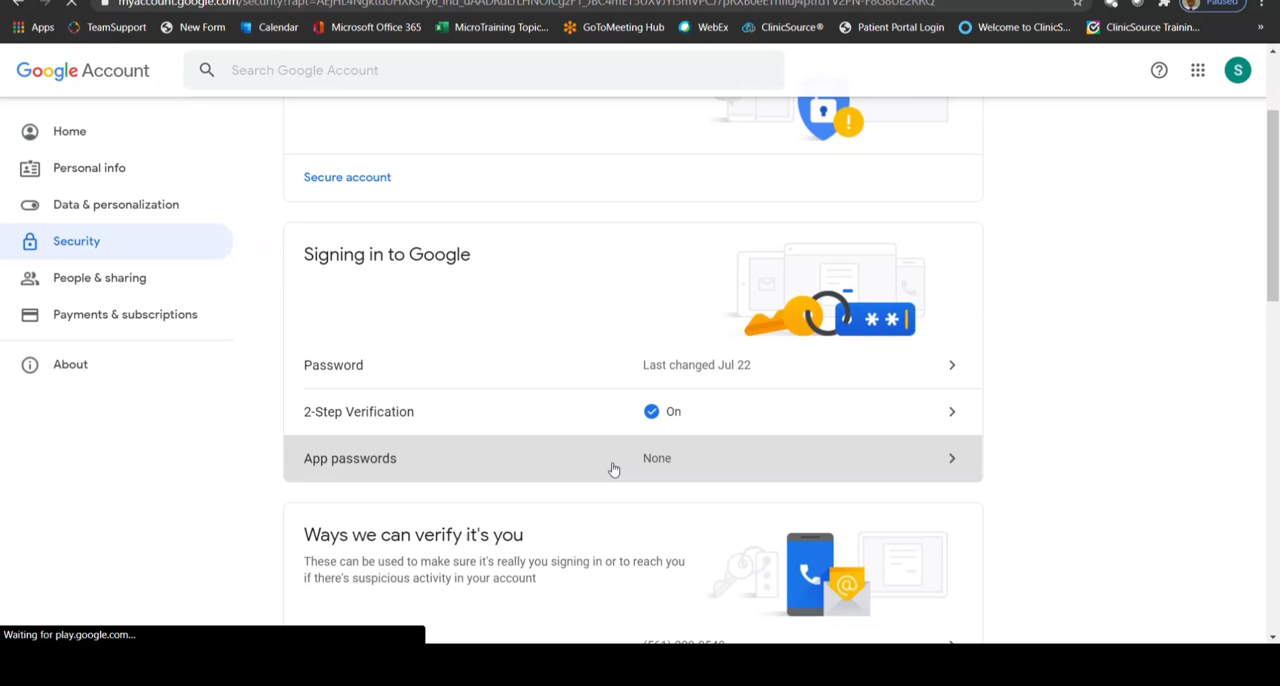 Paused
Apps TeamSupport New Form Microsoft Office 365 Calendar MicroTraining Topic... GoToMeeting Hub WebEx ClinicSource® Patient Portal Login Welcome to ClinicS... ClinicSource Trainin... »
Google Account Search Google Account S
Home
Personal info
Data & personalization
Security
People & sharing
Payments & subscriptions
About
Secure account
Signing in to Google
Password Last changed Jul 22
2-Step Verification On
App passwords None
Ways we can verify it's you
These can be used to make sure it's really you signing in or to reach you
if there's suspicious activity in your account
Waiting for play.google.com...